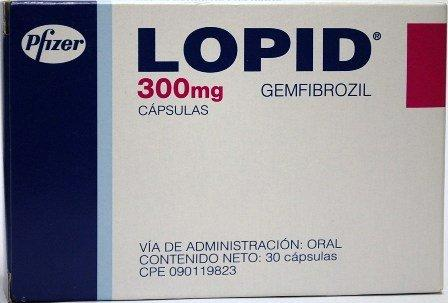 Pfizer
LOPID®
300mg GEMFIBROZIL
CÁPSULAS
VÍA DE ADMINISTRACIÓN: ORAL
CONTENIDO NETO: 30 cápsulas
CPE 090119823